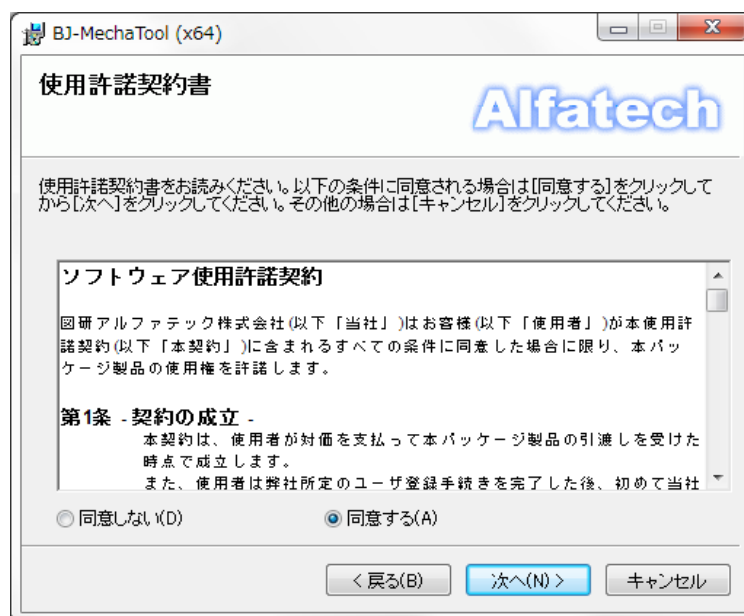 BJ-MechaTool (x64)
使用許諾契約書
Alfatech
使用許諾契約書をお読みください。以下の条件に同意される場合は[同意する]をクリックして
から[次へ]をクリックしてください。その他の場合は[キャンセル]をクリックしてください。
ソフトウェア使用許諾契約
図研アルファテック株式会社(以下「当社」)はお客様(以下「使用者」)が本使用許
諾契約(以下「本契約」)に含まれるすべての条件に同意した場合に限り、本パッ
ケージ製品の使用権を許諾します。
第1条 - 契約の成立 -
本契約は、使用者が対価を支払って本パッケージ製品の引渡しを受けた
時点で成立します。
また、使用者は弊社所定のユーザ登録手続きを完了した後、初めて当社
同意しない(D)
同意する(A)
< 戻る(B)
次へ(N) >
キャンセル